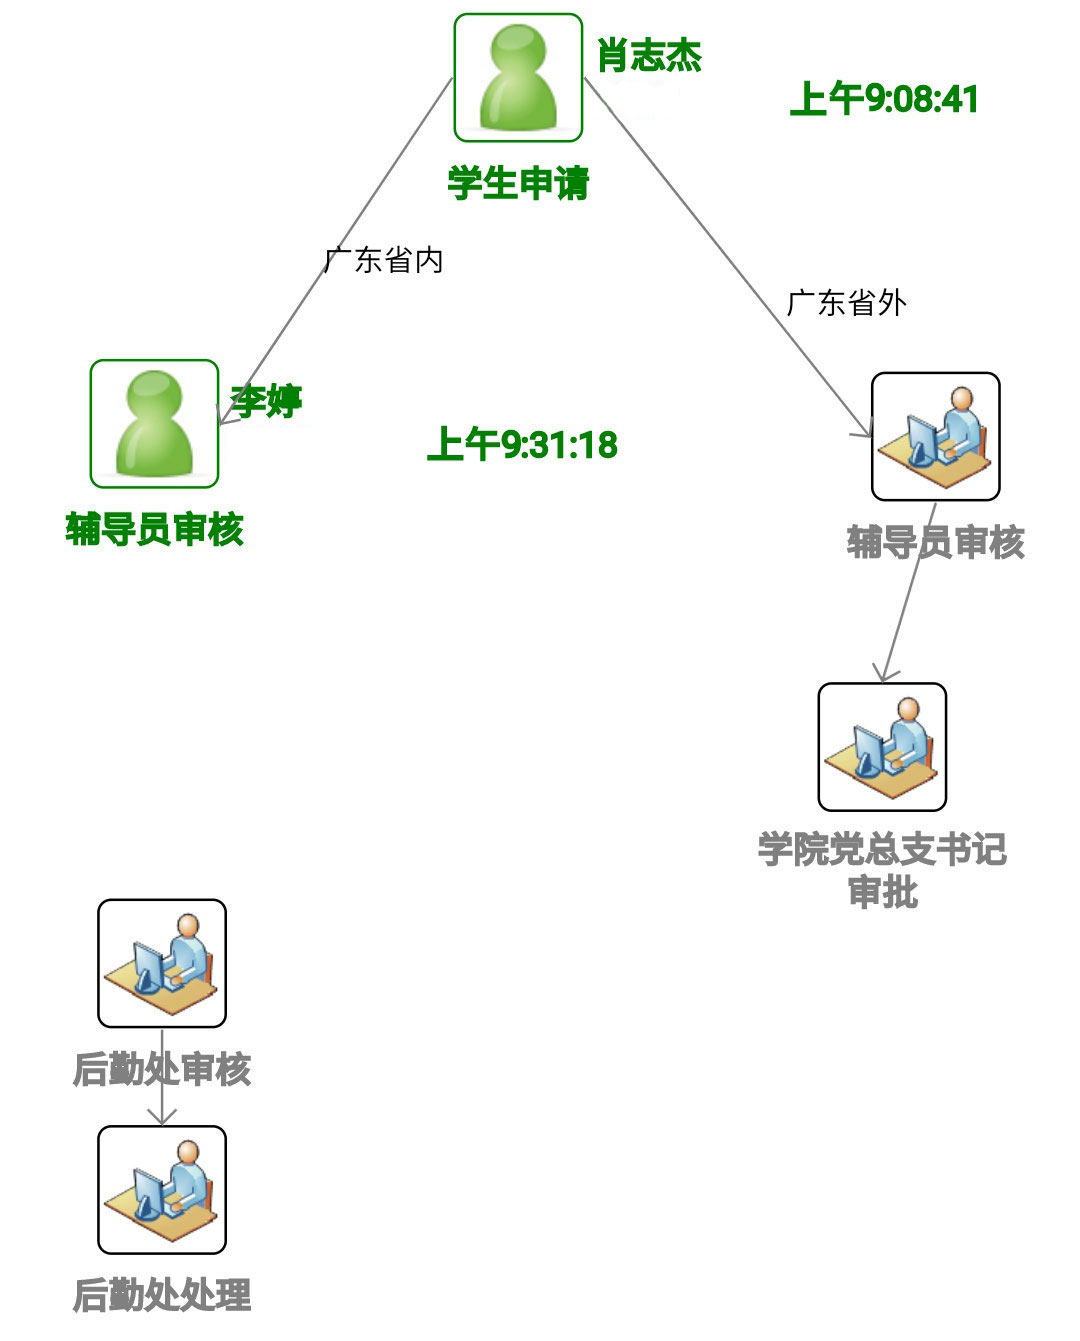 肖志杰
上午9:08:41
学生申请
广东省内
广东省外
李婷
上午9:31:18
辅导员审核
辅导员审核
学院党总支书记
审批
后勤处审核
后勤处处理